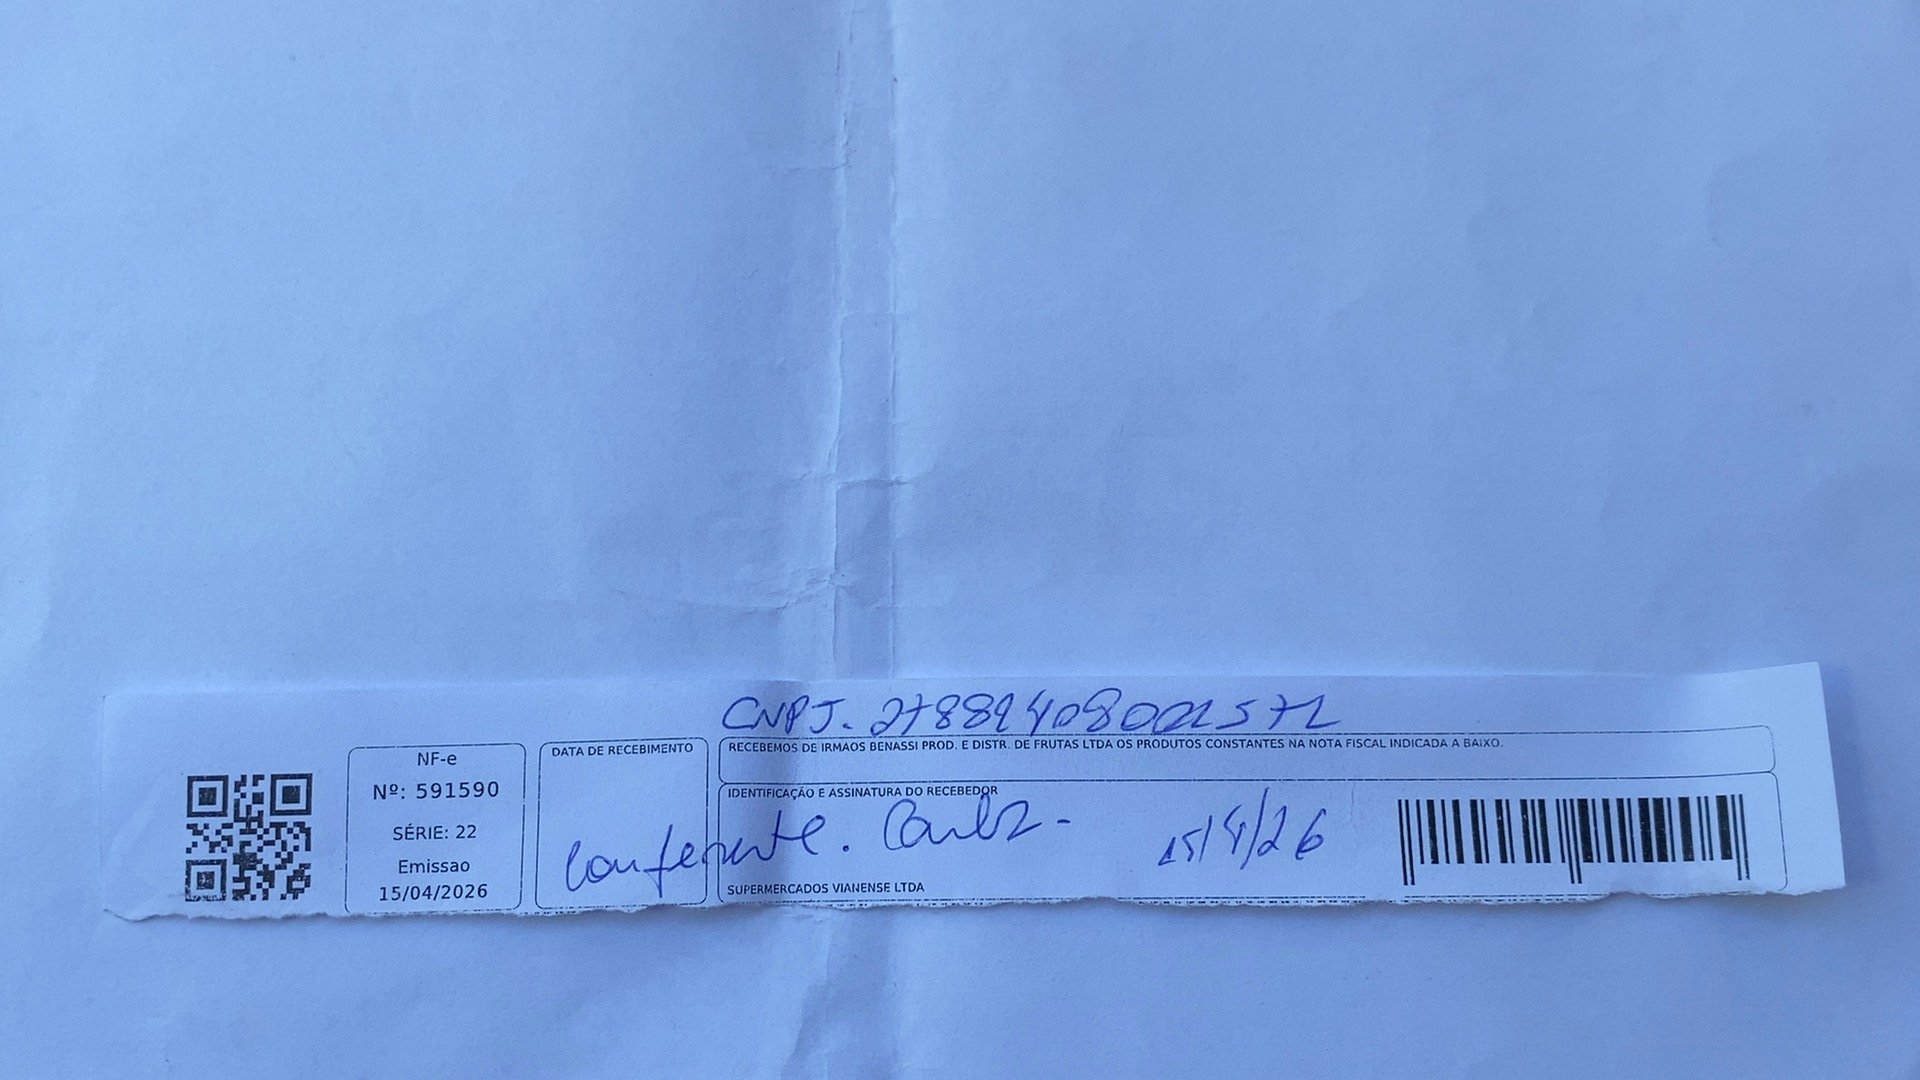 CNPJ. 27889408001571
NF-e
Nº: 591590
SÉRIE: 22
Emissao
15/04/2026
DATA DE RECEBIMENTO
RECEBEMOS DE IRMAOS BENASSI PROD. E DISTR. DE FRUTAS LTDA OS PRODUTOS CONSTANTES NA NOTA FISCAL INDICADA A BAIXO.
IDENTIFICAÇÃO E ASSINATURA DO RECEBEDOR
Conferente.
15/4/26
SUPERMERCADOS VIANENSE LTDA